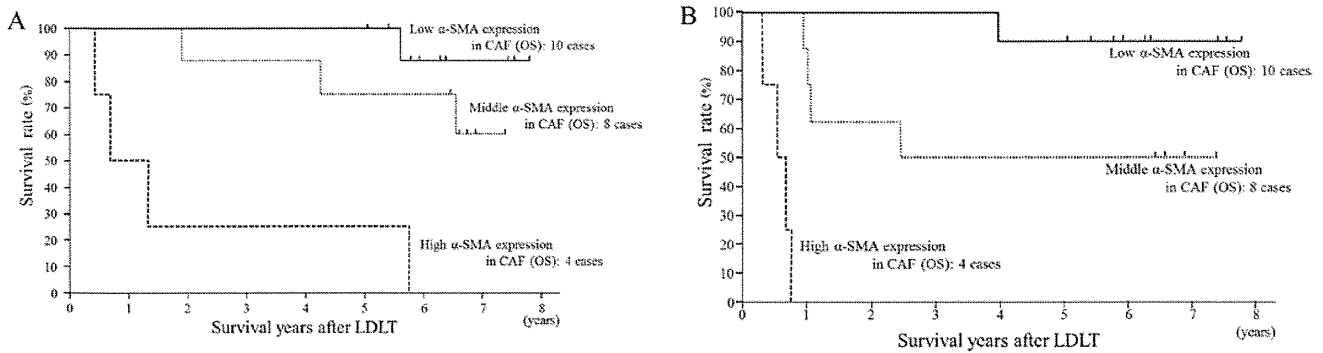 A
100
90
80
70
60
50
40
30
20
10
0
Survival rate (%)
Low α-SMA expression
in CAF (OS): 10 cases
Middle α-SMA expression
in CAF (OS): 8 cases
High α-SMA expression
in CAF (OS): 4 cases
0 1 2 3 4 5 6 7 8
(years)
Survival years after LDLT
B
100
90
80
70
60
50
40
30
20
10
0
Survival rate (%)
Low α-SMA expression
in CAF (OS): 10 cases
Middle α-SMA expression
in CAF (OS): 8 cases
High α-SMA expression
in CAF (OS): 4 cases
0 1 2 3 4 5 6 7 8
(years)
Survival years after LDLT